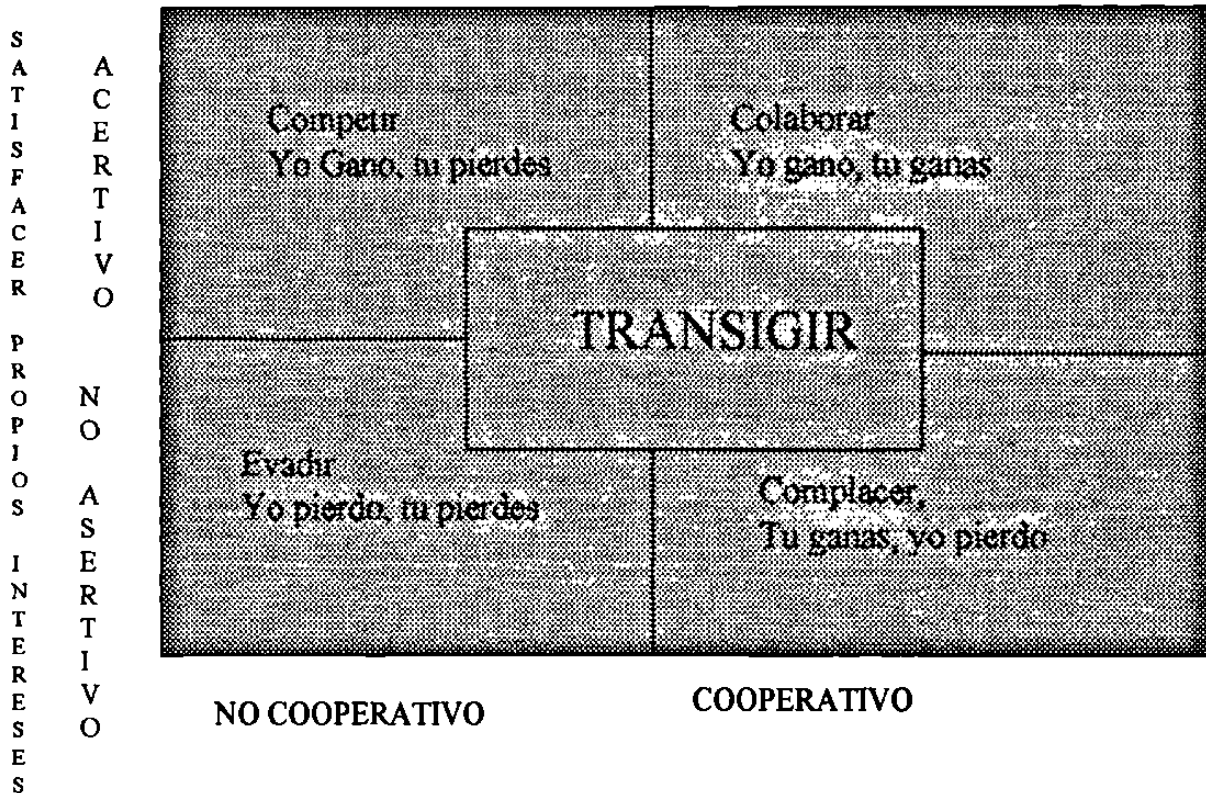 SATISFACER PROPIOS INTERESES
ACERTIVO
NO ASERTIVO
Competir
Yo Gano, tu pierdes
Colaborar
Yo gano, tu ganas
TRANSIGIR
Evadir
Yo pierdo, tu pierdes
Complacer,
Tu ganas, yo pierdo
NO COOPERATIVO
COOPERATIVO